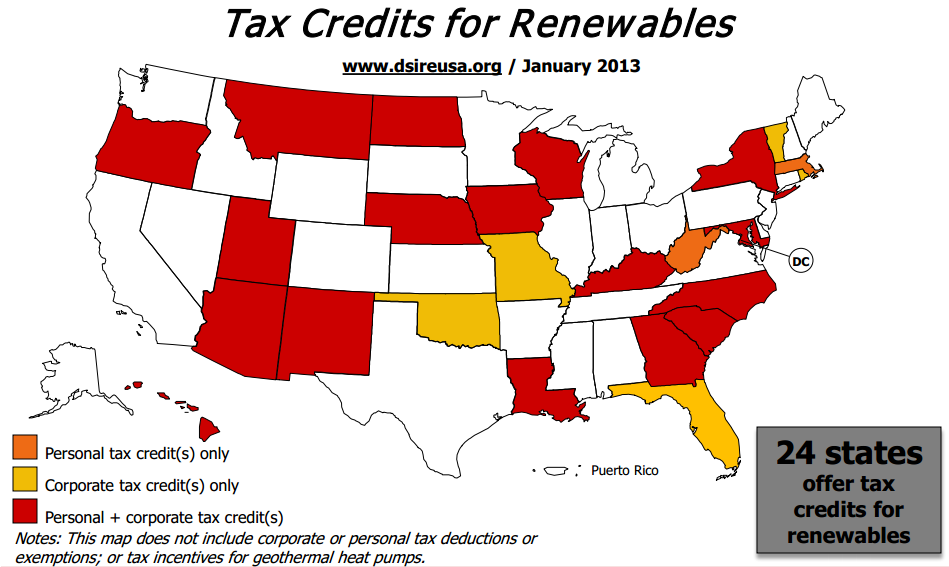 Tax Credits for Renewables
www.dsireusa.org / January 2013
DC
Puerto Rico
Personal tax credit(s) only
Corporate tax credit(s) only
Personal + corporate tax credit(s)
Notes: This map does not include corporate or personal tax deductions or
exemptions; or tax incentives for geothermal heat pumps.
24 states
offer tax
credits for
renewables